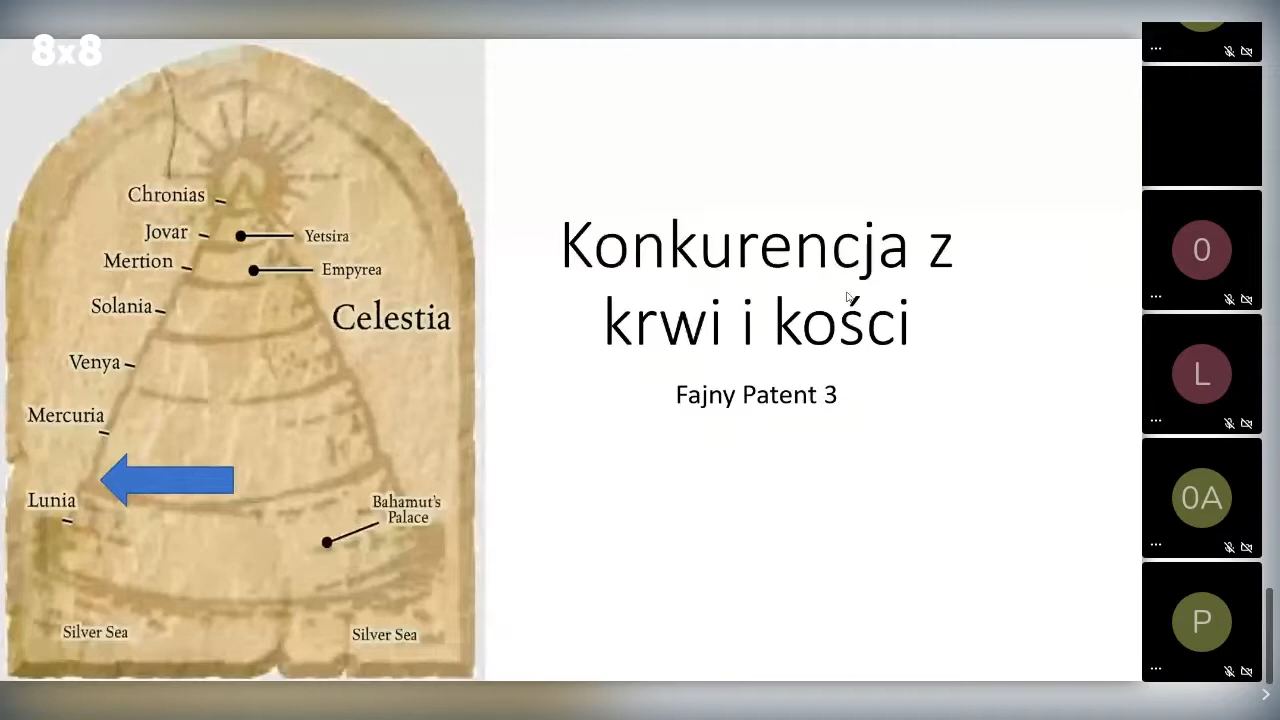 8x8
Chronias
Jovar
Yetsira
Mertion
Empyrea
Solania
Celestia
Venya
Mercuria
Lunia
Bahamut's
Palace
Silver Sea
Silver Sea
Konkurencja z
krwi i kości
Fajny Patent 3
0
L
0A
P